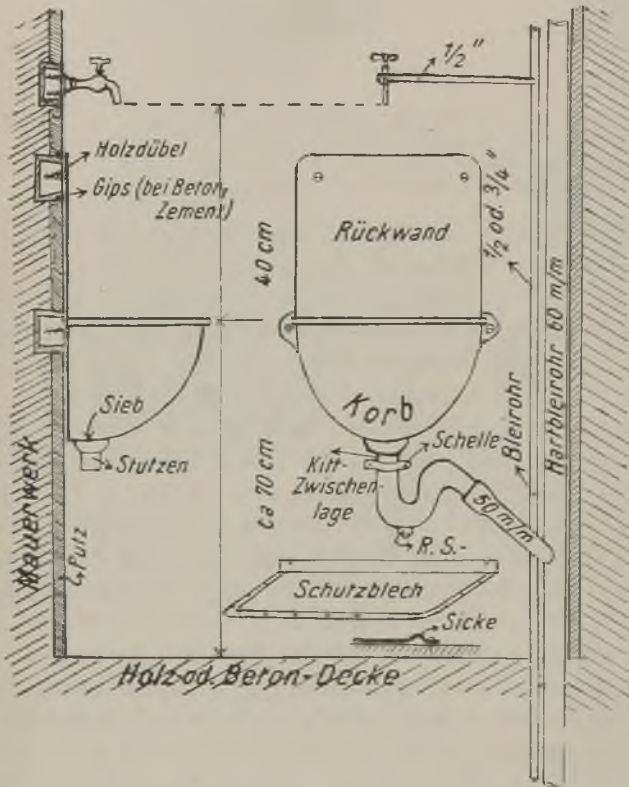 1/2"
Holzdübel
Gips (bei Beton,
Zement)
Rückwand
40 cm
1/2 od. 3/4"
Hartbleirohr 60 m/m
Bleirohr
Korb
Sieb
Stutzen
Schelle
Kitt-
Zwischen-
lage
50 m/m
ca 70 cm
R. S.-
Mauerwerk
Putz
Schutzblech
Sicke
Holz-od. Beton-Decke